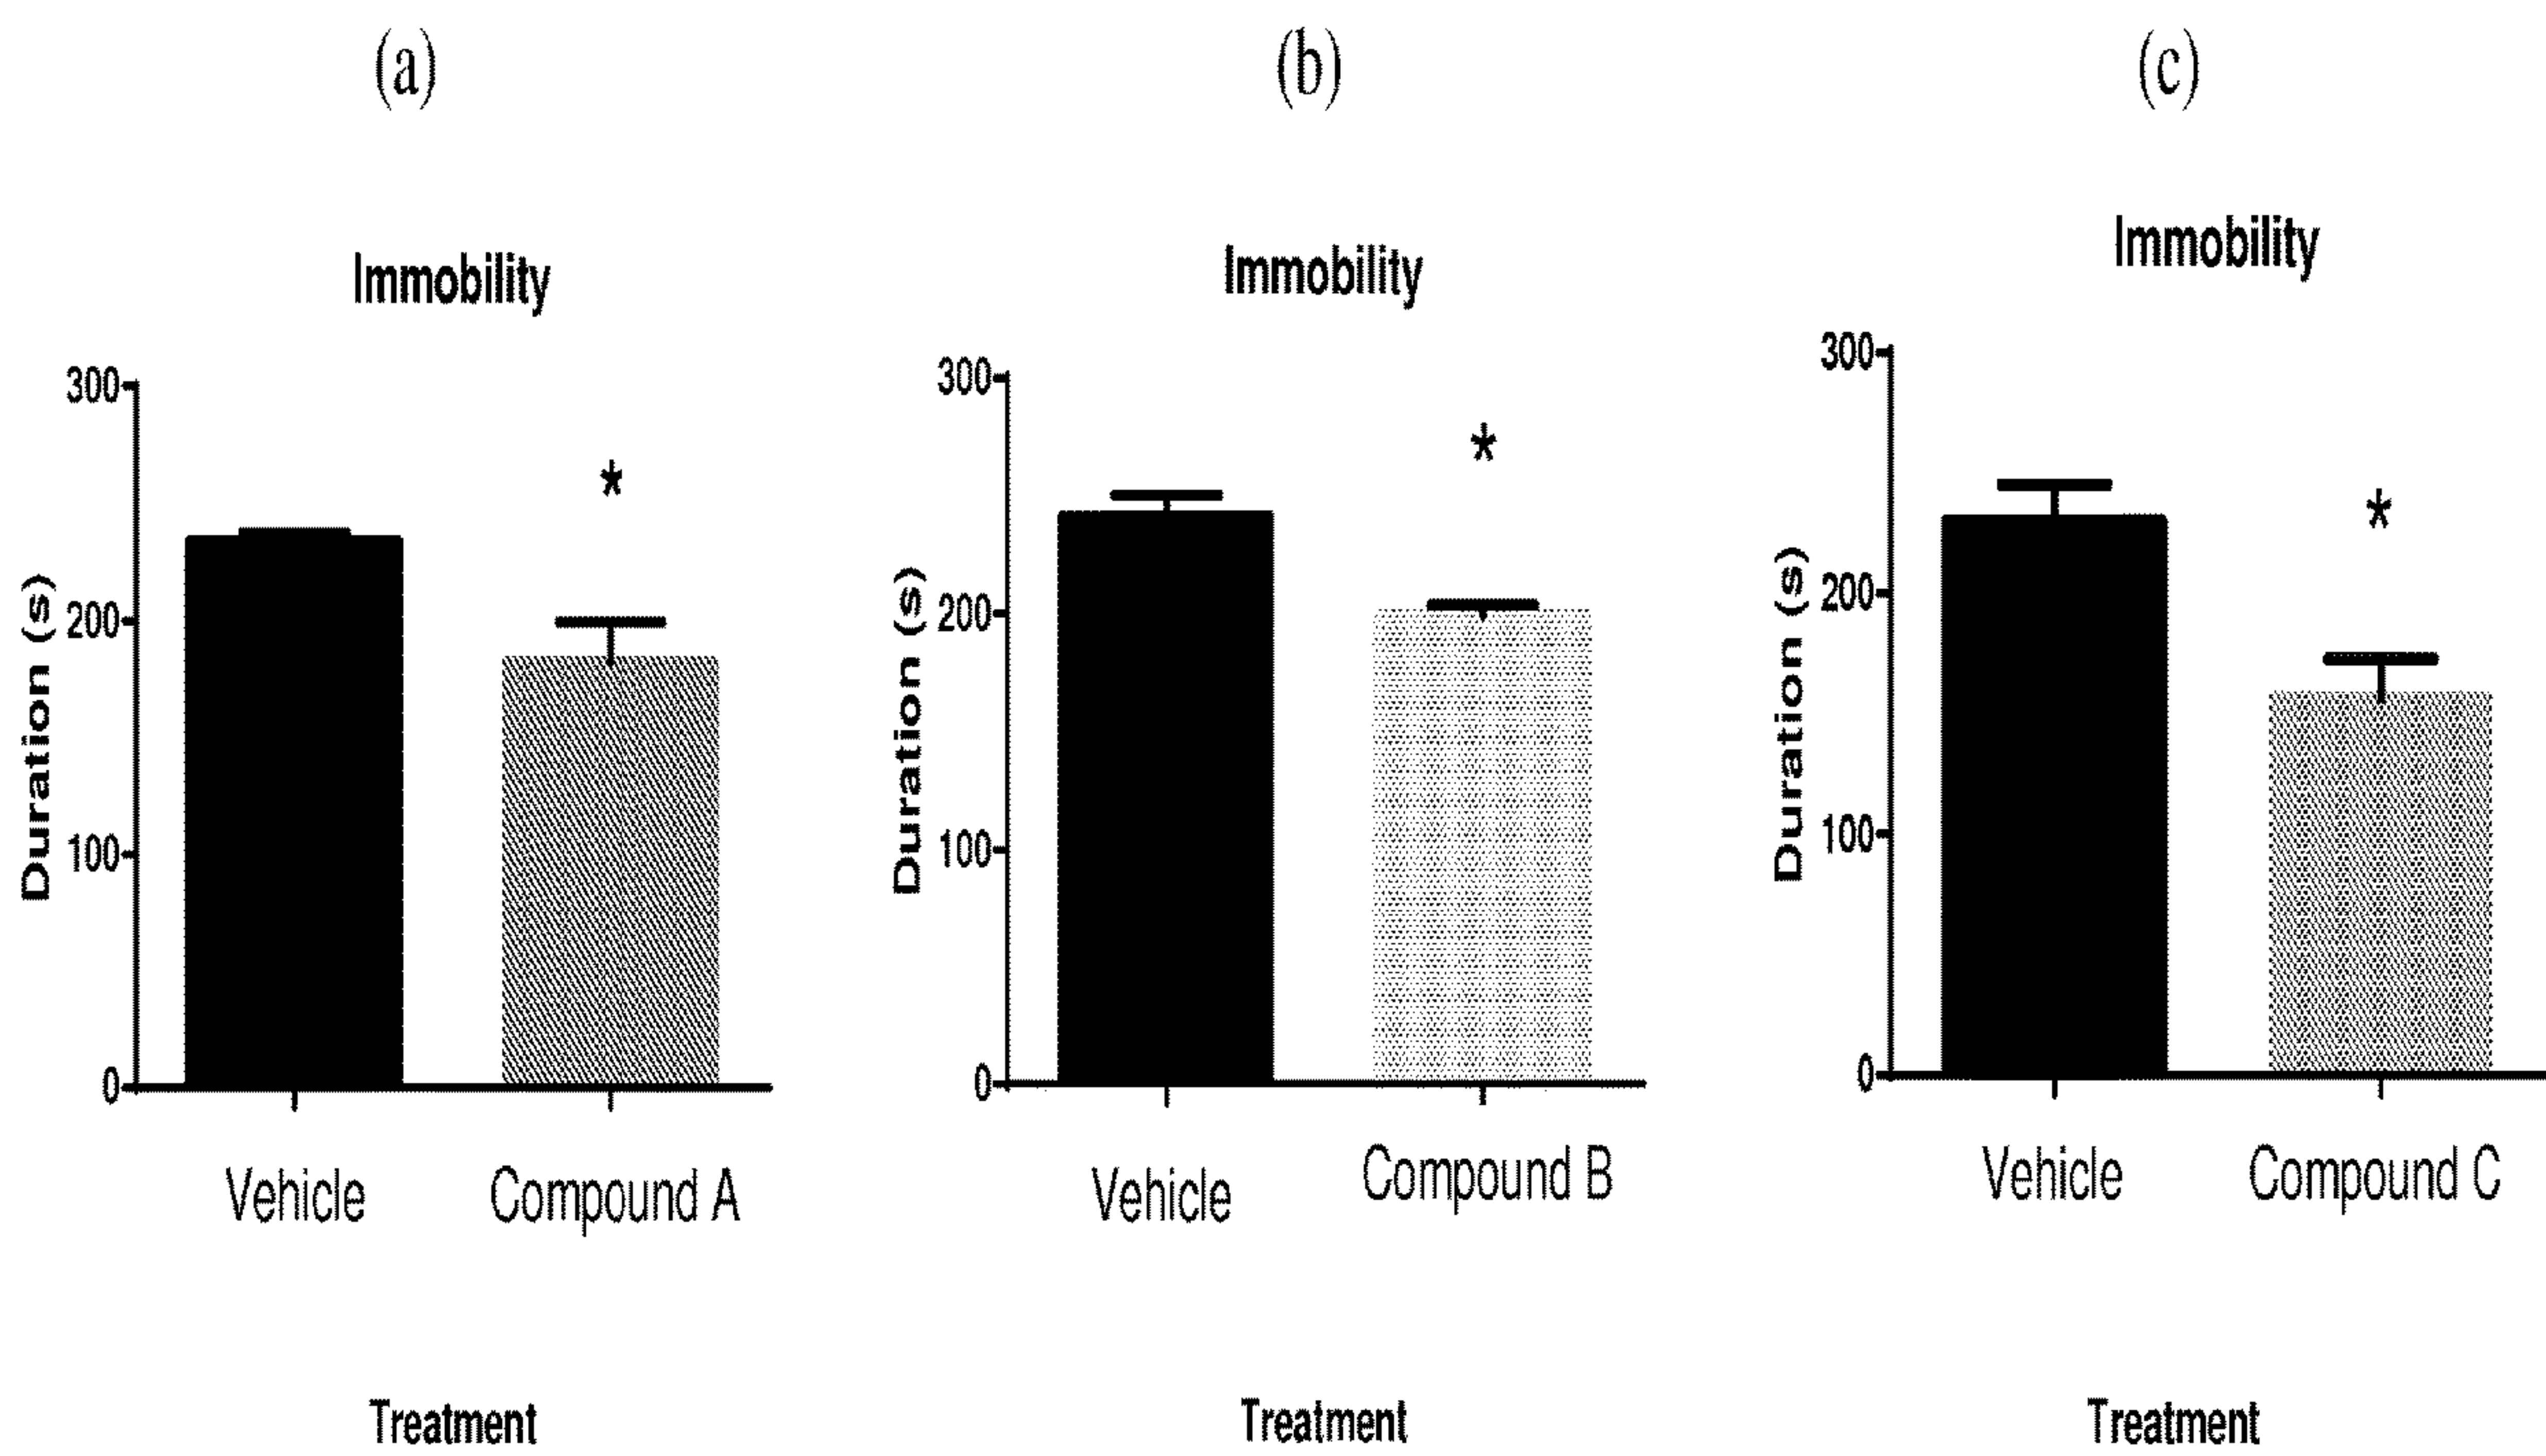 (a)
Immobility
300
*
200
100
0
Duration (s)
Vehicle
Compound A
Treatment
(b)
Immobility
300
*
200
100
0
Duration (s)
Vehicle
Compound B
Treatment
(c)
Immobility
300
*
200
100
0
Duration (s)
Vehicle
Compound C
Treatment